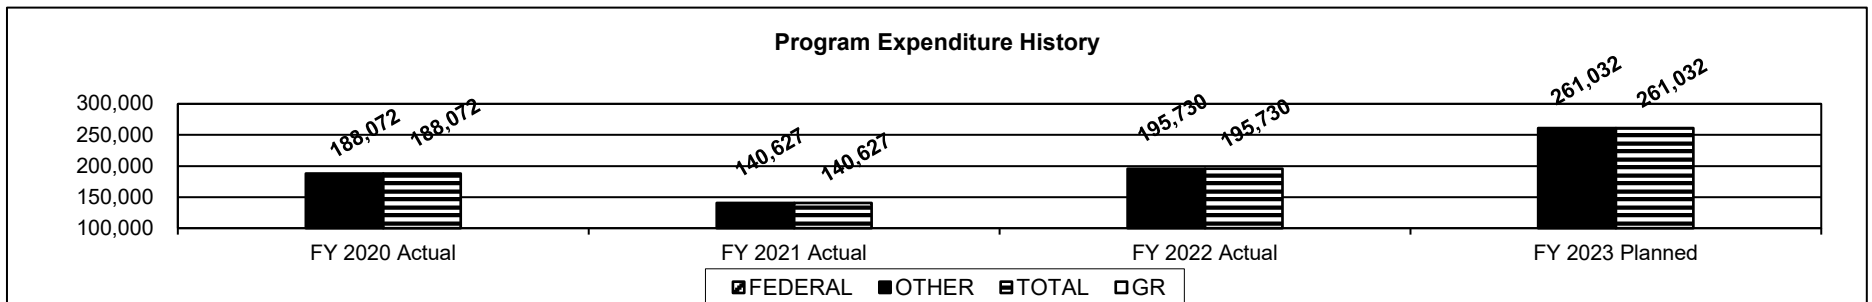 Program Expenditure History
300,000
250,000
200,000
150,000
100,000
188,072
188,072
140,627
140,627
195,730
195,730
261,032
261,032
FY 2020 Actual
FY 2021 Actual
FY 2022 Actual
FY 2023 Planned
FEDERAL OTHER TOTAL GR